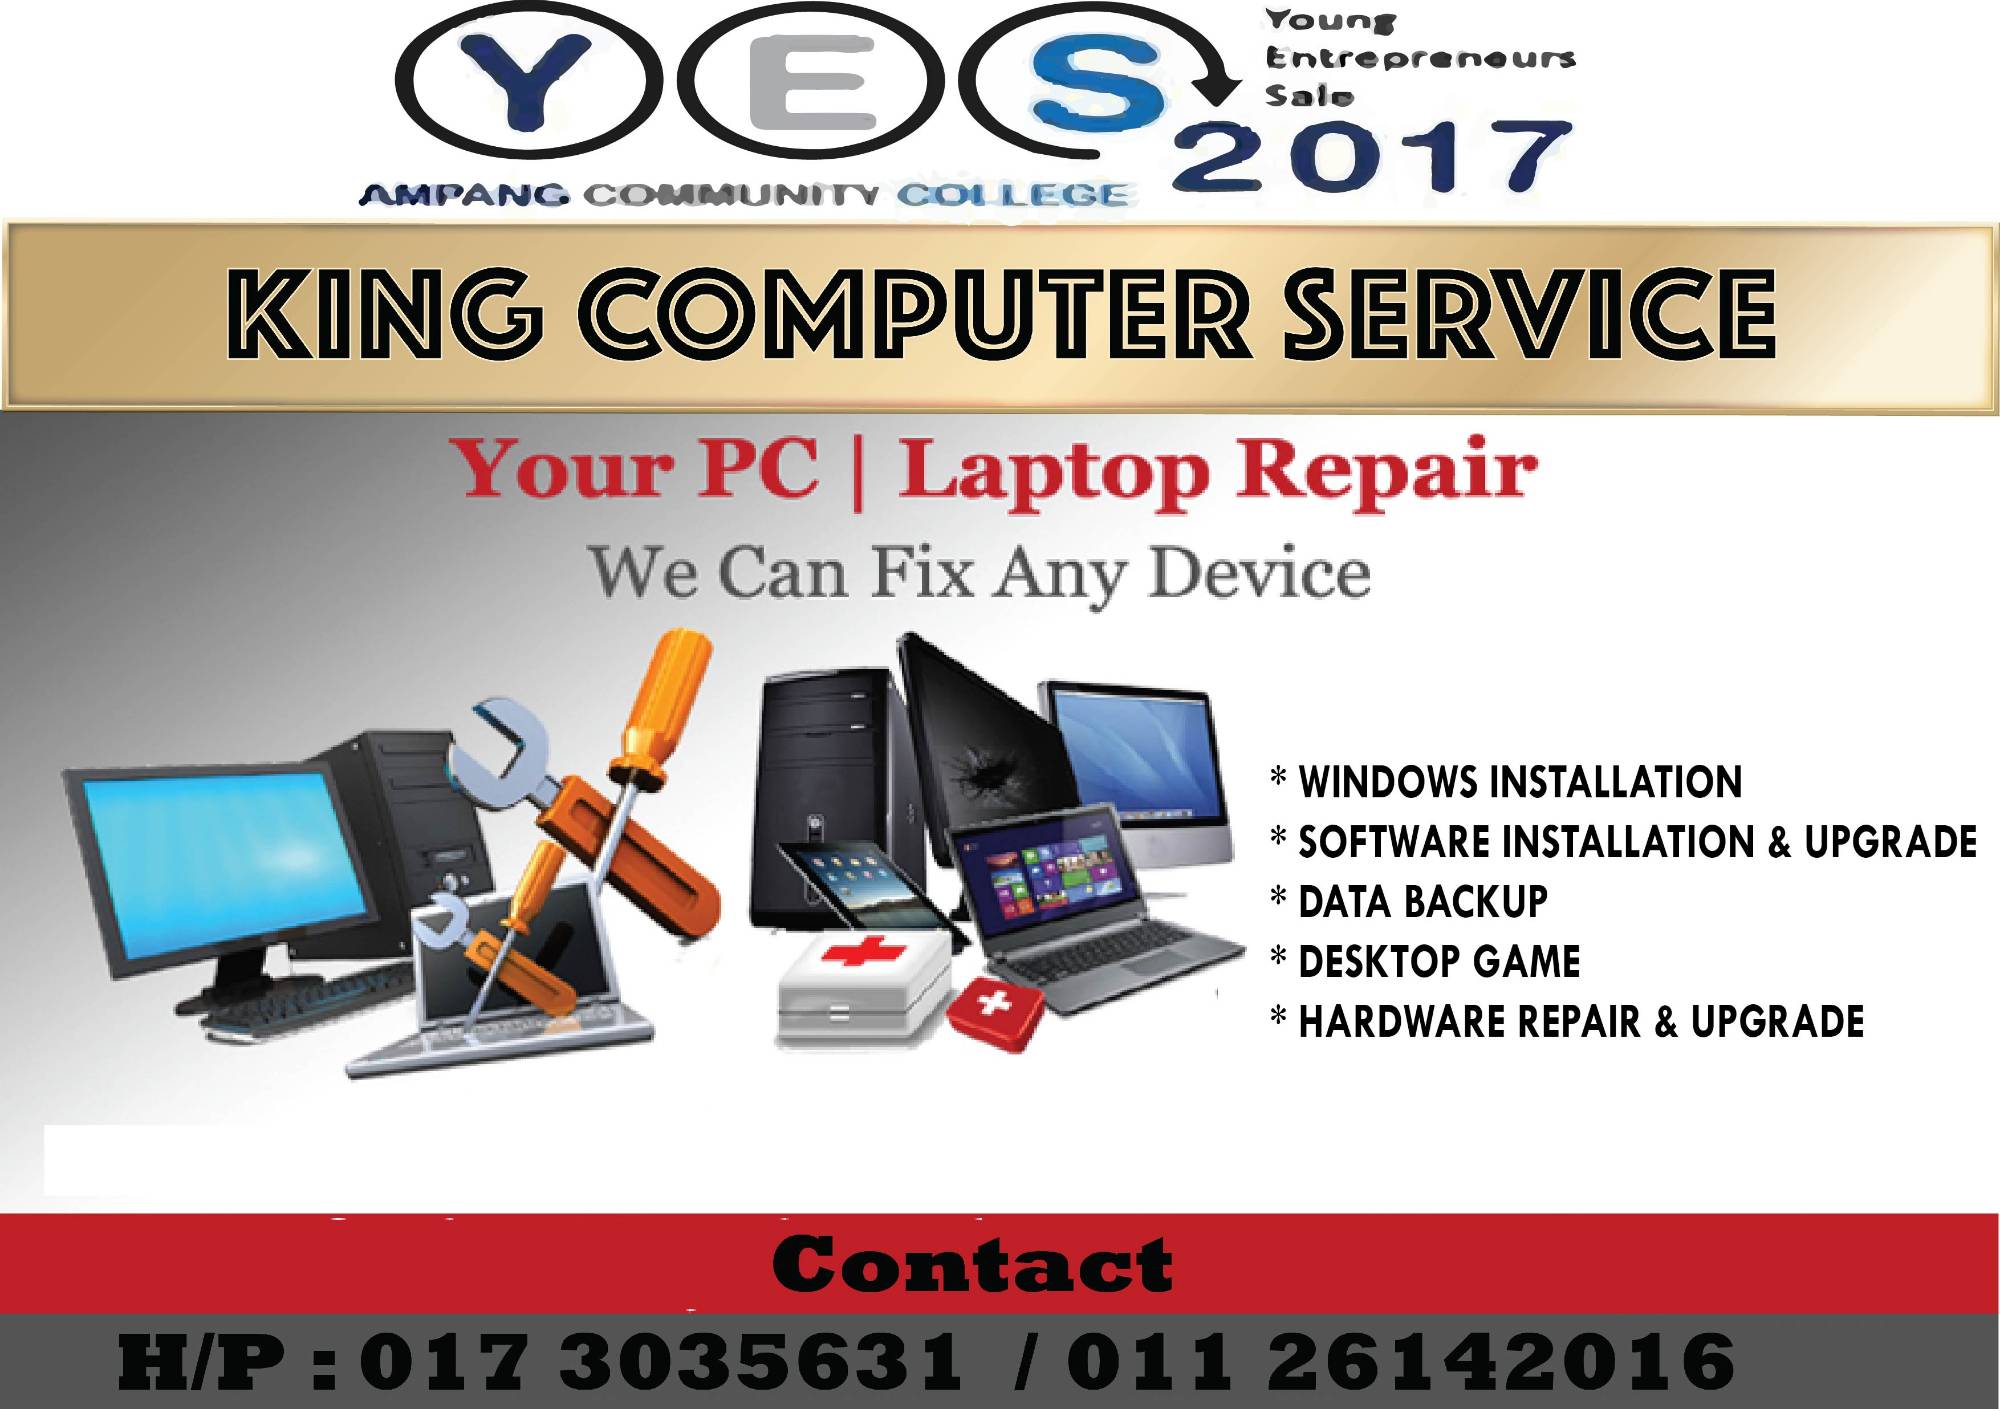 YES
Young
Entrepreneurs
Sale
2017
AMPANG COMMUNITY COLLEGE
KING COMPUTER SERVICE
Your PC | Laptop Repair
We Can Fix Any Device
* WINDOWS INSTALLATION
* SOFTWARE INSTALLATION & UPGRADE
* DATA BACKUP
* DESKTOP GAME
* HARDWARE REPAIR & UPGRADE
Contact
H/P : 017 3035631 / 011 26142016